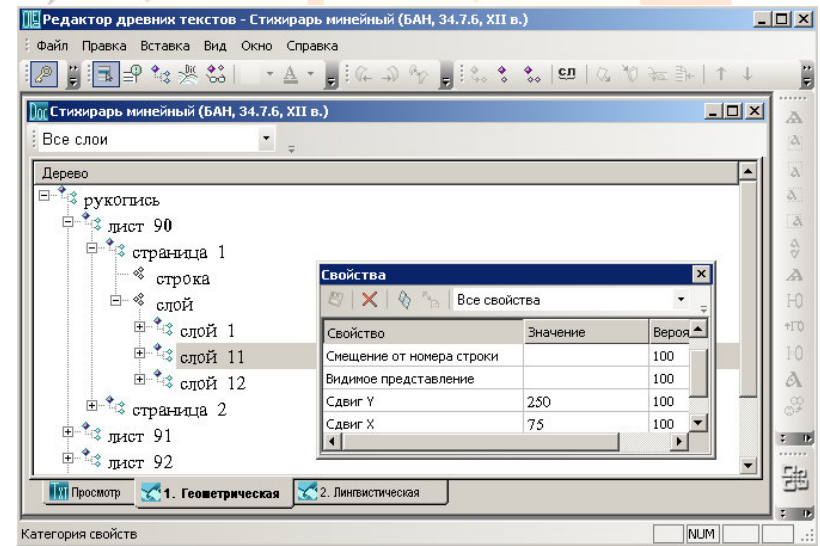 Редактор древних текстов - Стихирарь минейный (БАН, 34.7.6, XII в.)
Файл Правка Вставка Вид Окно Справка
А сл
Doc Стихирарь минейный (БАН, 34.7.6, XII в.)
Все слои
Дерево
рукопись
лист 90
страница 1
строка
слой
слой 1
слой 11
слой 12
страница 2
лист 91
лист 92
Свойства
Все свойства
Свойство Значение Вероя
Смещение от номера строки 100
Видимое представление 100
Сдвиг Y 250 100
Сдвиг X 75 100
TXT Просмотр 1. Геометрическая 2. Лингвистическая
Категория свойств NUM